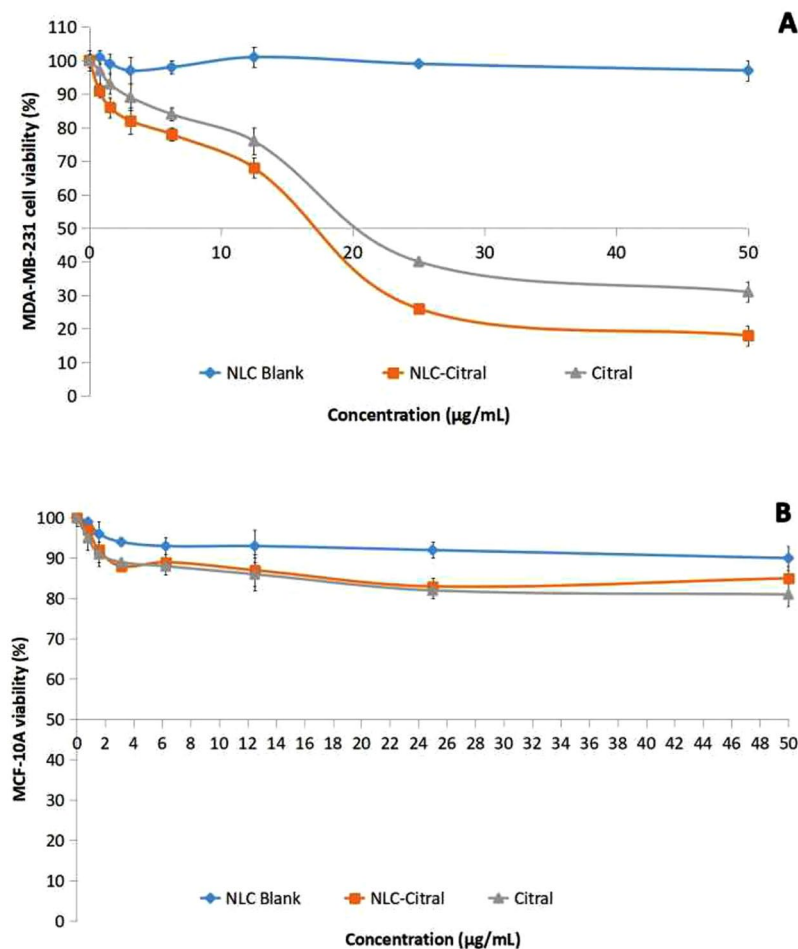 A
110
100
90
80
70
60
50
40
30
20
10
0
0 10 20 30 40 50
MDA-MB-231 cell viability (%)
NLC Blank NLC-Citral Citral
Concentration (µg/mL)
B
100
90
80
70
60
50
40
30
20
10
0
0 2 4 6 8 10 12 14 16 18 20 22 24 26 28 30 32 34 36 38 40 42 44 46 48 50
MCF-10A viability (%)
NLC Blank NLC-Citral Citral
Concentration (µg/mL)